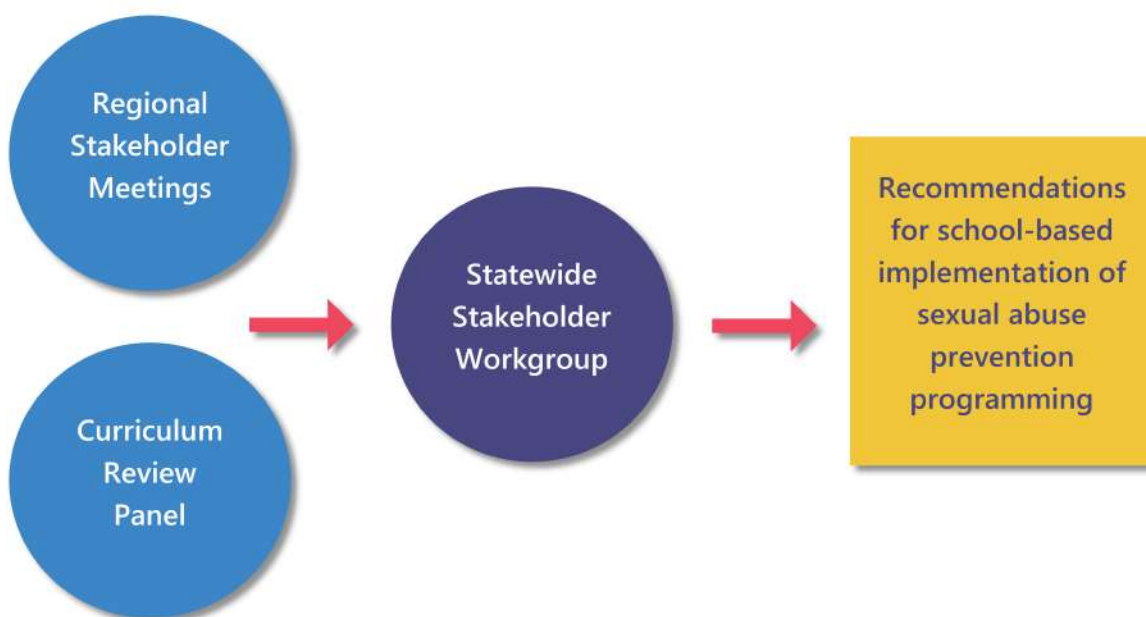 Regional
Stakeholder
Meetings
Curriculum
Review
Panel
Statewide
Stakeholder
Workgroup
Recommendations
for school-based
implementation of
sexual abuse
prevention
programming